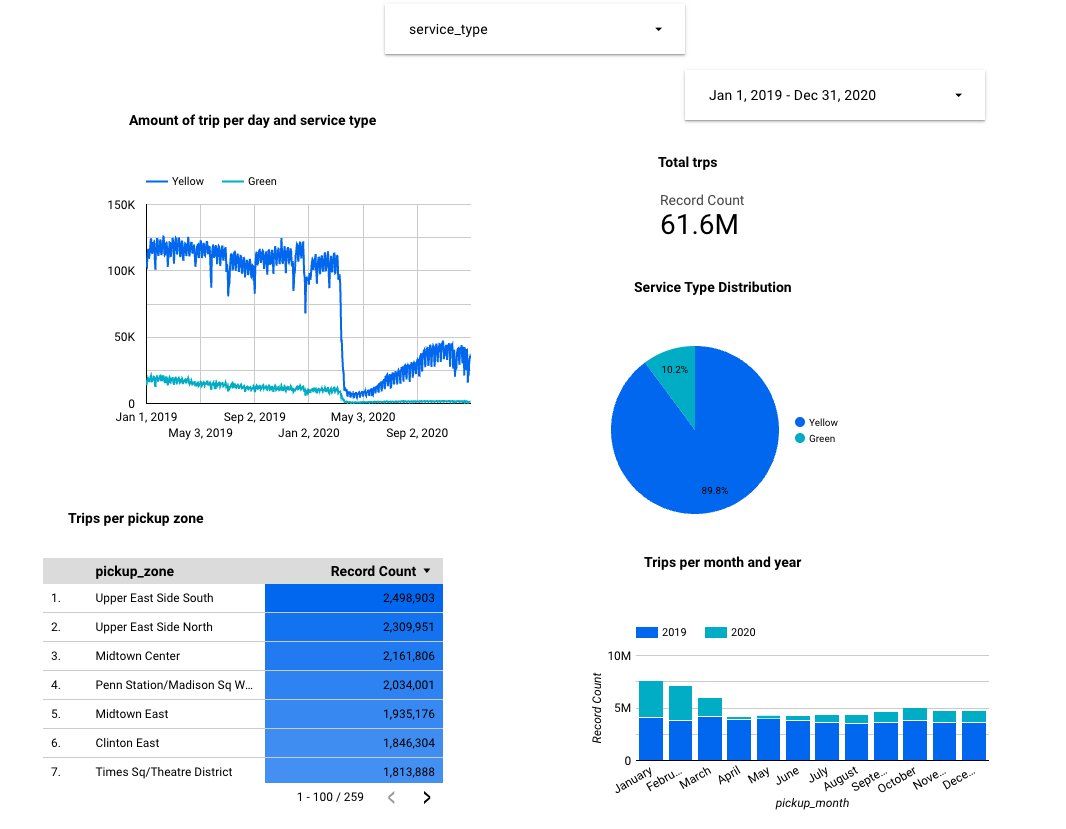 service_type
Jan 1, 2019 - Dec 31, 2020
Amount of trip per day and service type
Yellow Green
150K
100K
50K
0
Jan 1, 2019 Sep 2, 2019 May 3, 2020
May 3, 2019 Jan 2, 2020 Sep 2, 2020
Total trps
Record Count
61.6M
Service Type Distribution
10.2%
89.8%
Yellow
Green
Trips per pickup zone
pickup_zone Record Count
1. Upper East Side South 2,498,903
2. Upper East Side North 2,309,951
3. Midtown Center 2,161,806
4. Penn Station/Madison Sq W... 2,034,001
5. Midtown East 1,935,176
6. Clinton East 1,846,304
7. Times Sq/Theatre District 1,813,888
1 - 100 / 259
Trips per month and year
2019 2020
10M
5M
0
Record Count
January Febru... March April May June July August Septe... October Nove... Dece...
pickup_month